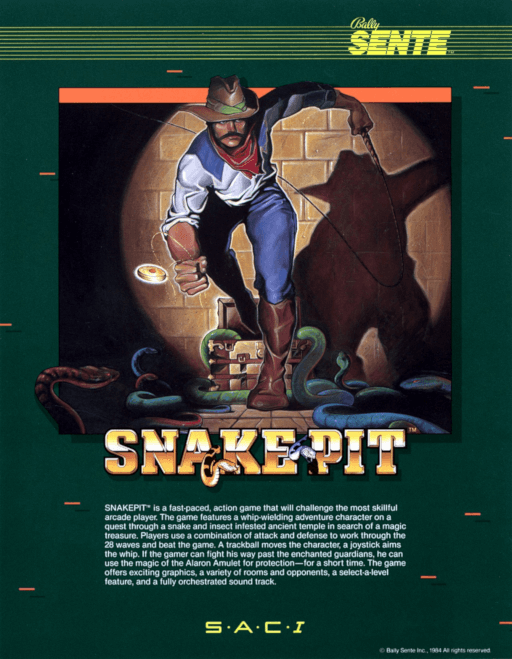 Bally
SENTE™
SNAKE PIT™
SNAKEPIT™ is a fast-paced, action game that will challenge the most skillful
arcade player. The game features a whip-wielding adventure character on a
quest through a snake and insect infested ancient temple in search of a magic
treasure. Players use a combination of attack and defense to work through the
28 waves and beat the game. A trackball moves the character, a joystick aims
the whip. If the gamer can fight his way past the enchanted guardians, he can
use the magic of the Alaron Amulet for protection—for a short time. The game
offers exciting graphics, a variety of rooms and opponents, a select-a-level
feature, and a fully orchestrated sound track.
S·A·C·I
© Bally Sente Inc., 1984 All rights reserved.